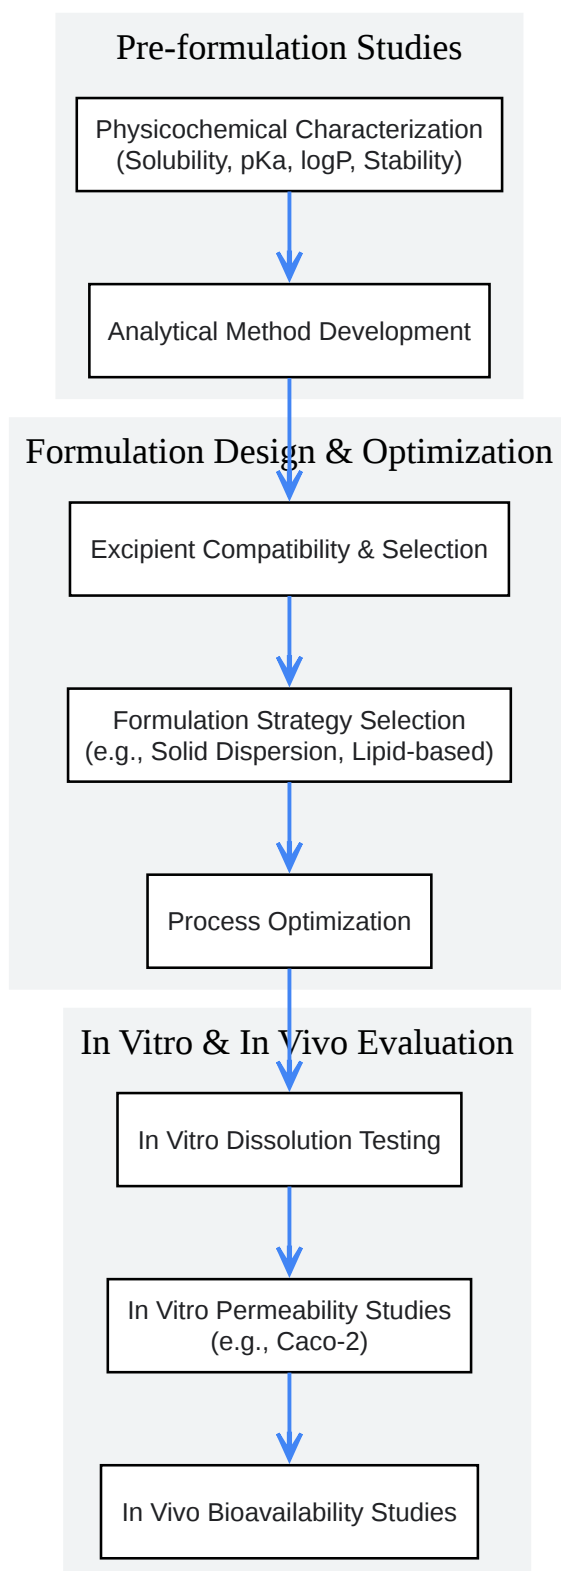 Pre-formulation Studies
Physicochemical Characterization
(Solubility, pKa, logP, Stability)
Analytical Method Development
Formulation Design & Optimization
Excipient Compatibility & Selection
Formulation Strategy Selection
(e.g., Solid Dispersion, Lipid-based)
Process Optimization
In Vitro & In Vivo Evaluation
In Vitro Dissolution Testing
In Vitro Permeability Studies
(e.g., Caco-2)
In Vivo Bioavailability Studies